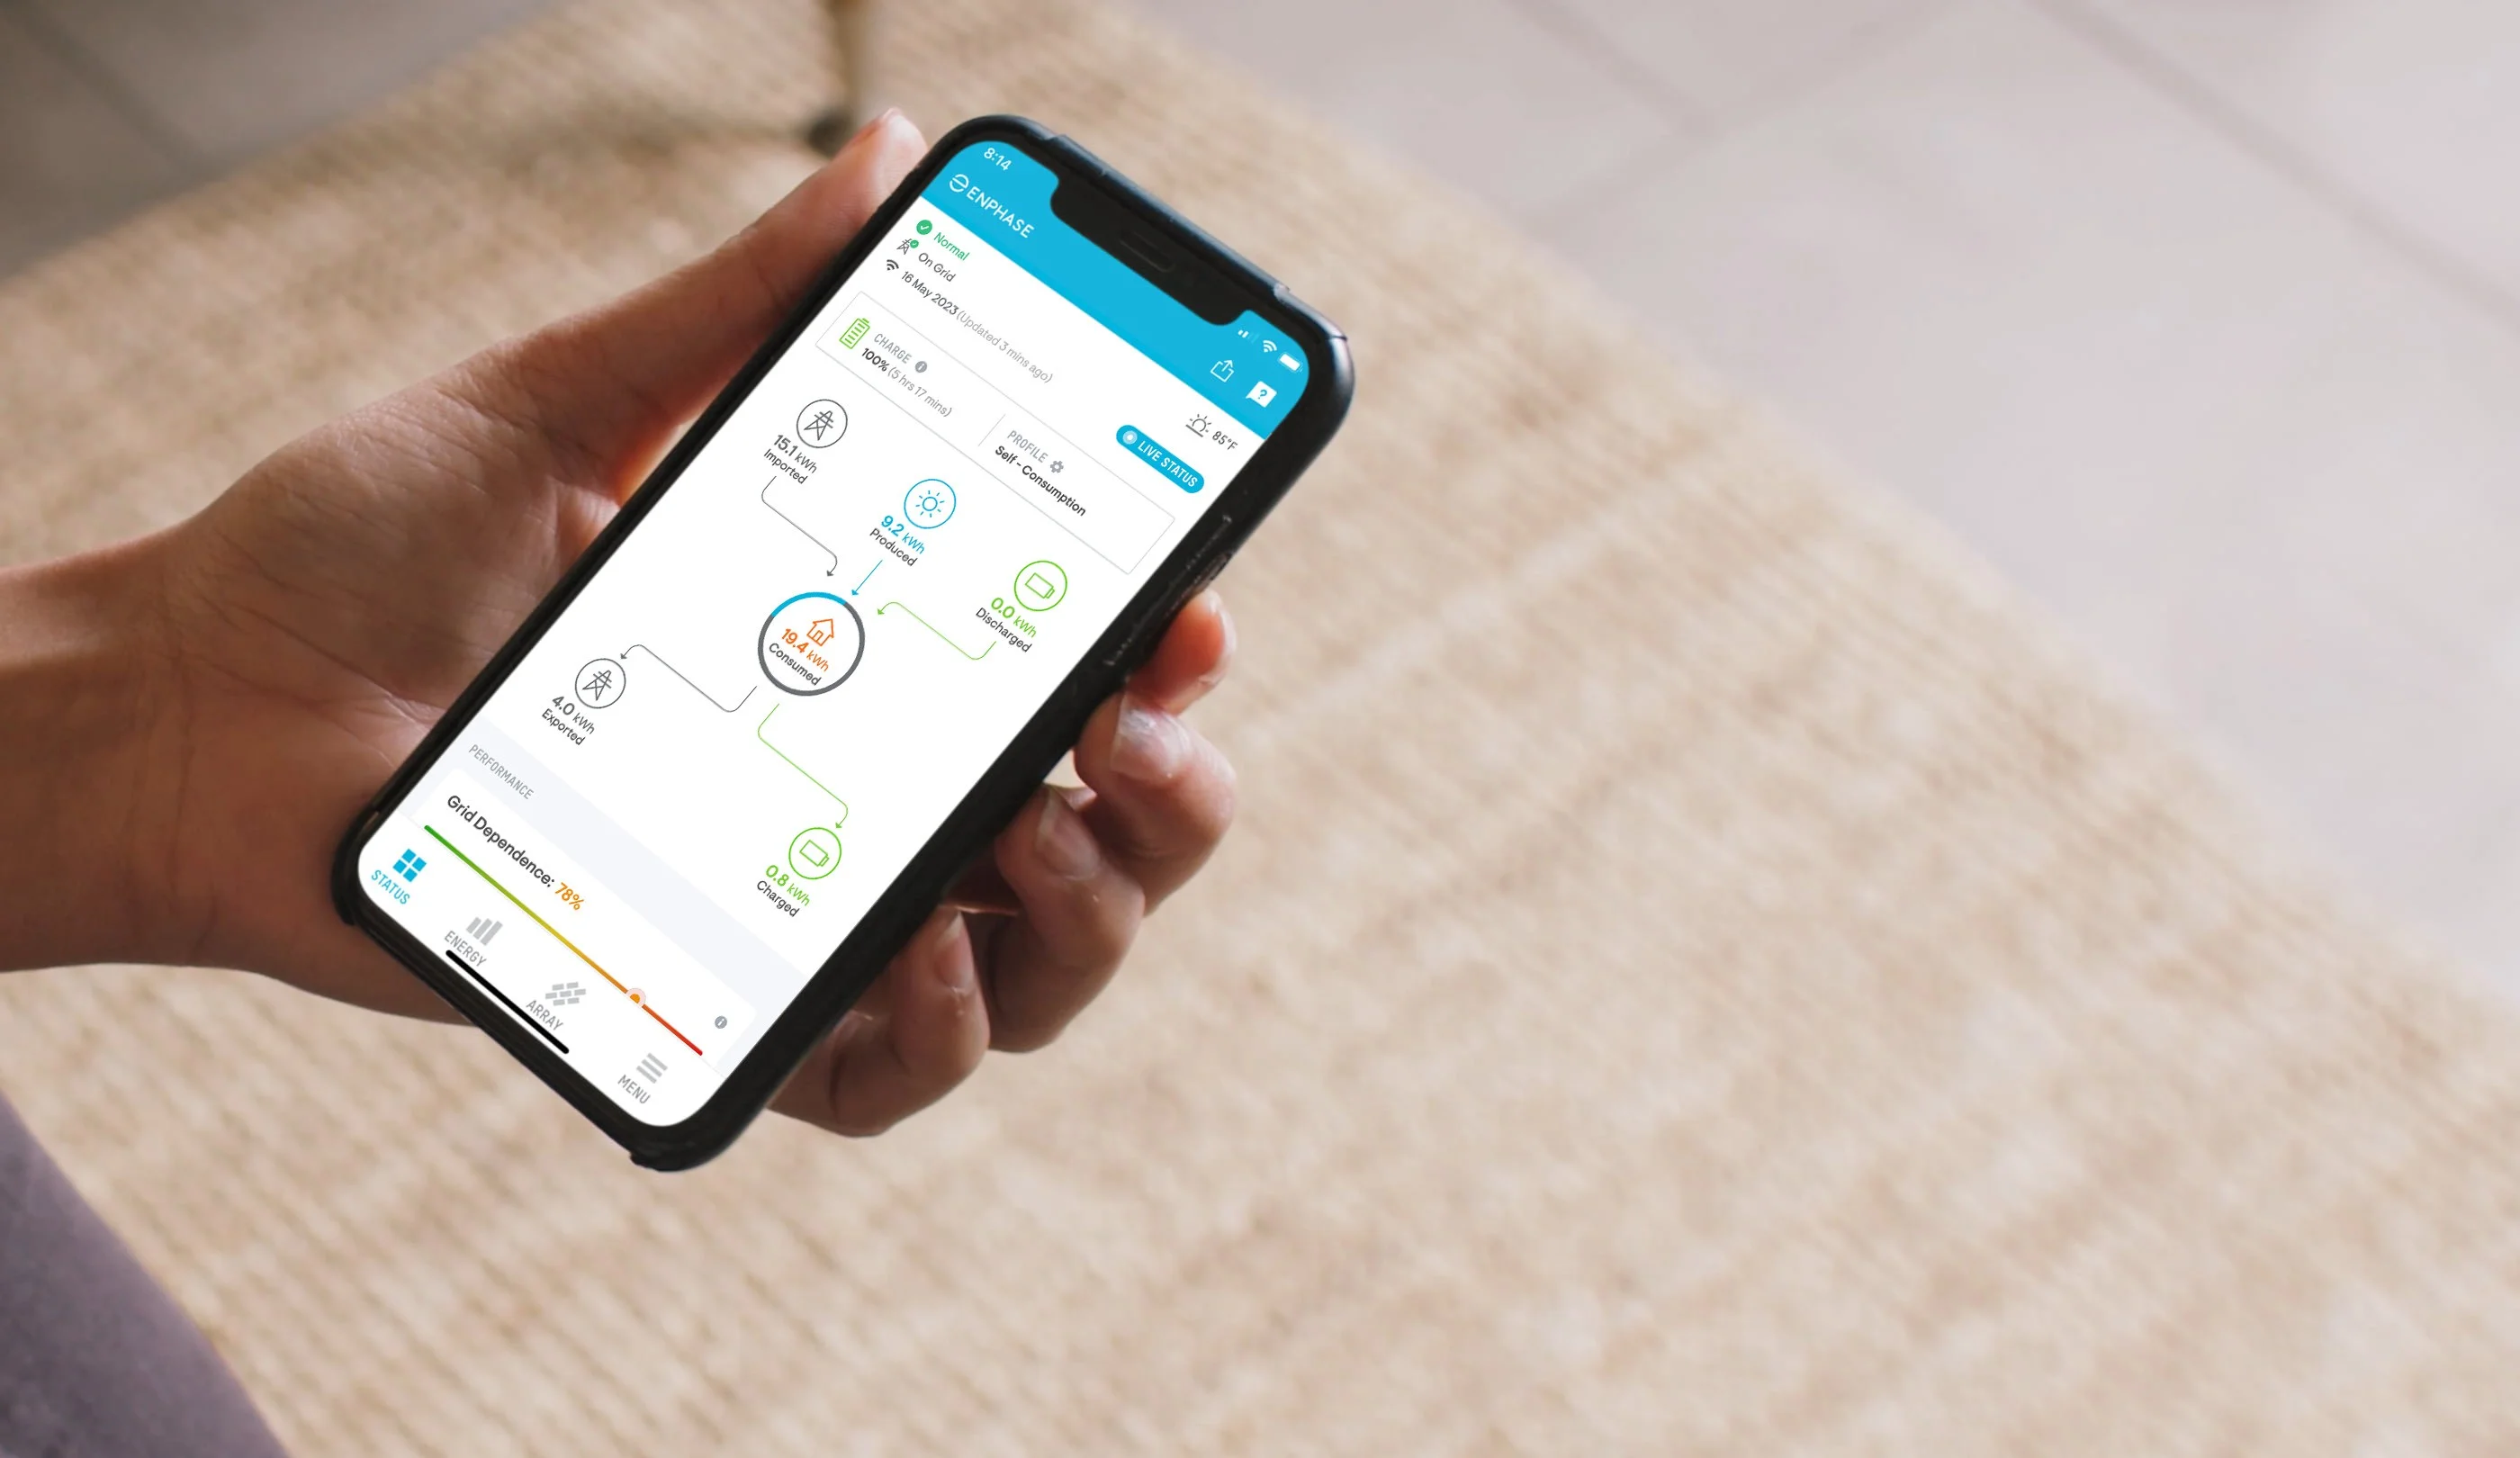 8:14
ENPHASE
Normal
On Grid
85°F
16 May 2023 (Updated 3 mins ago)
LIVE STATUS
CHARGE
100% (5 hrs 17 mins)
PROFILE
Self - Consumption
15.1 kWh
Imported
9.2 kWh
Produced
0.0 kWh
Discharged
19.4 kWh
Consumed
4.0 kWh
Exported
0.8 kWh
Charged
PERFORMANCE
Grid Dependence: 78%
STATUS
ENERGY
ARRAY
MENU